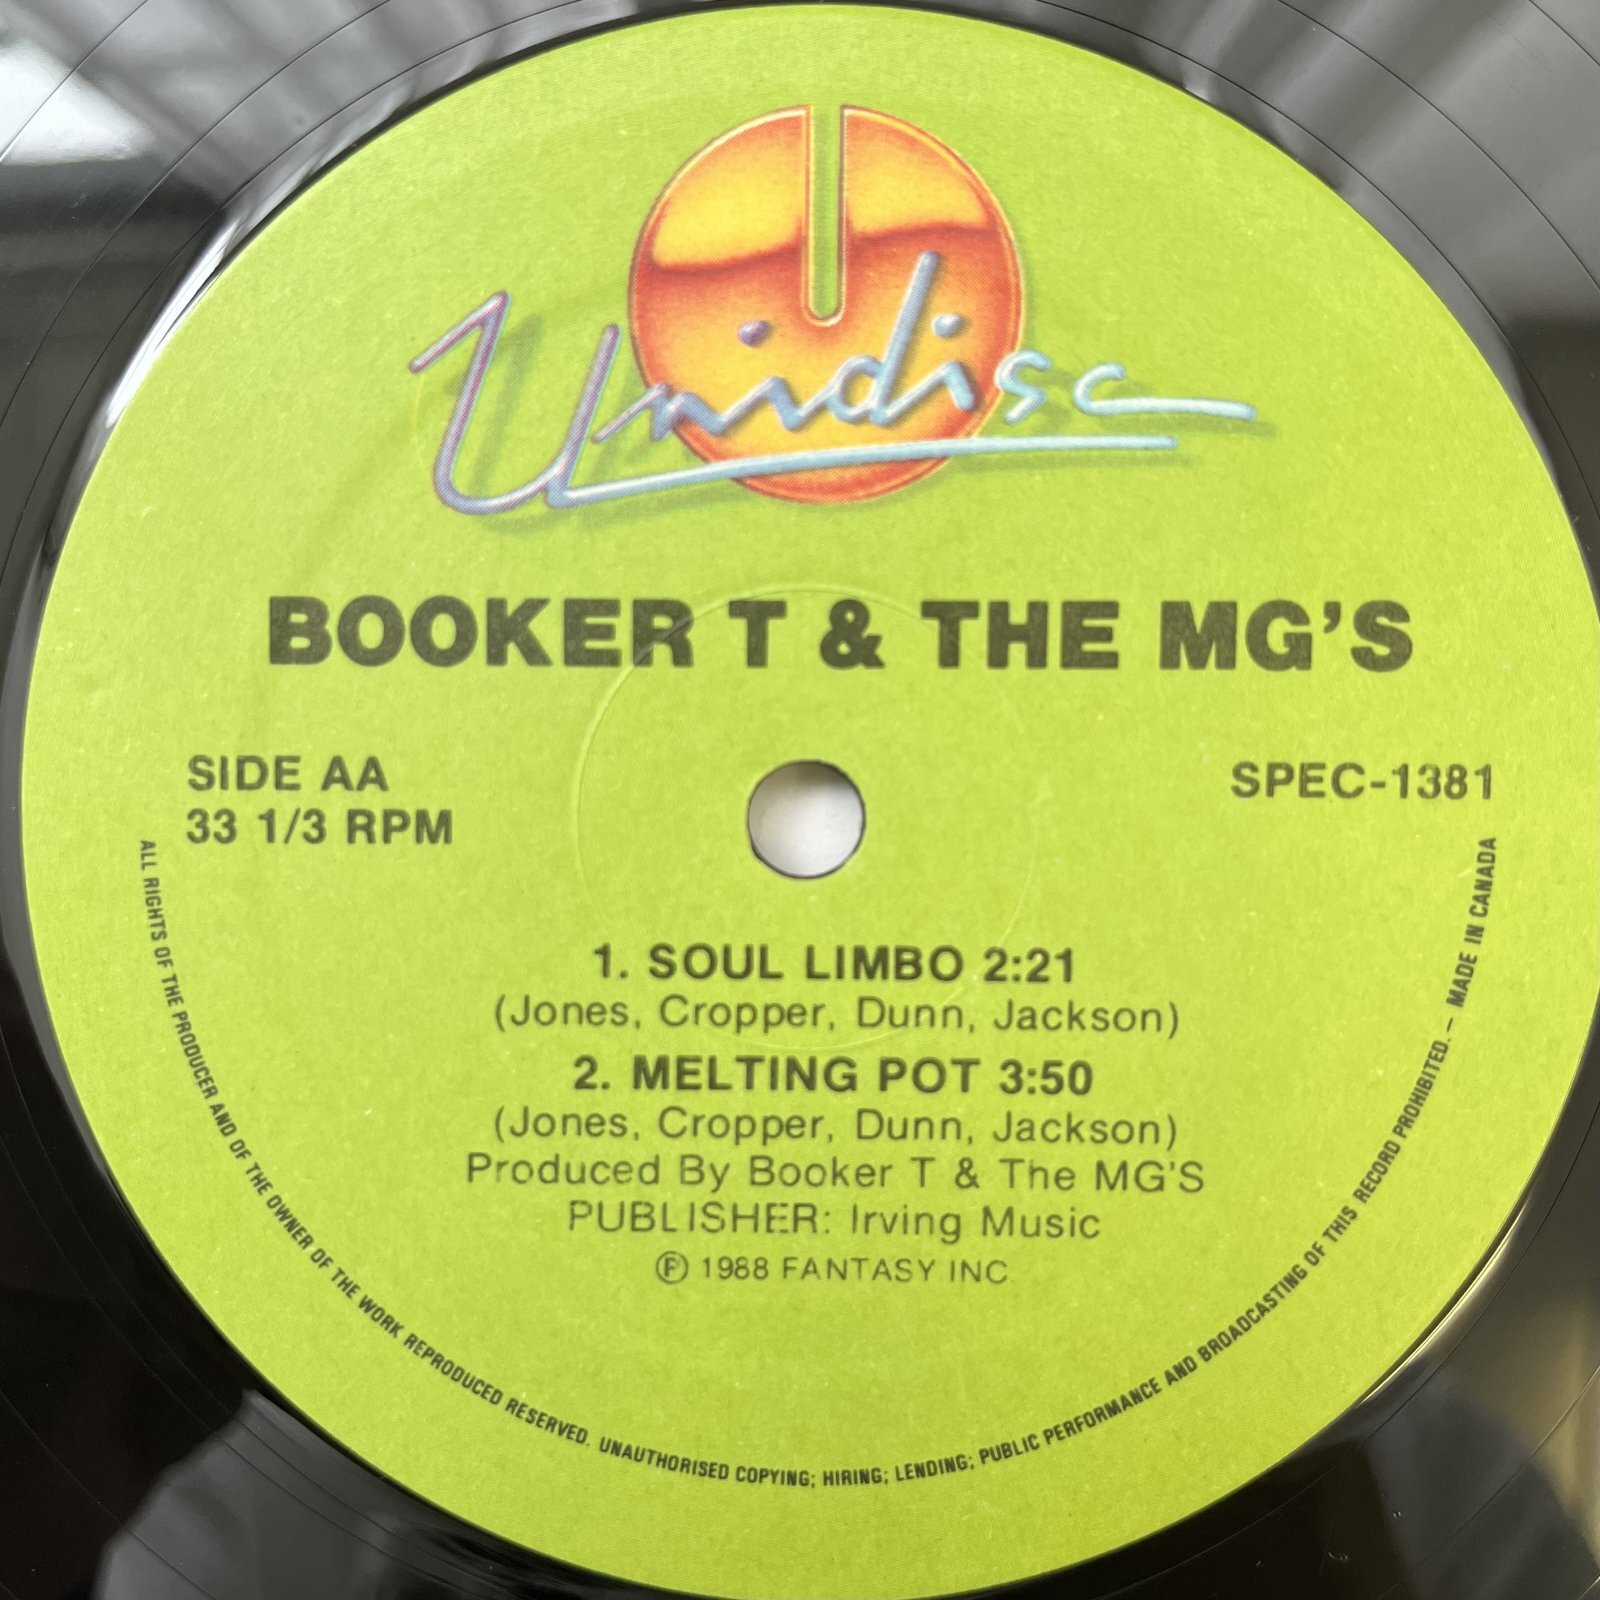 Unidisc
BOOKER T & THE MG'S
SIDE AA
33 1/3 RPM
SPEC-1381
1. SOUL LIMBO 2:21
(Jones, Cropper, Dunn, Jackson)
2. MELTING POT 3:50
(Jones, Cropper, Dunn, Jackson)
Produced By Booker T & The MG'S
PUBLISHER: Irving Music
Ⓟ 1988 FANTASY INC
ALL RIGHTS OF THE PRODUCER AND OF THE OWNER OF THE WORK REPRODUCED RESERVED. UNAUTHORISED COPYING; HIRING; LENDING; PUBLIC PERFORMANCE AND BROADCASTING OF THIS RECORD PROHIBITED. – MADE IN CANADA